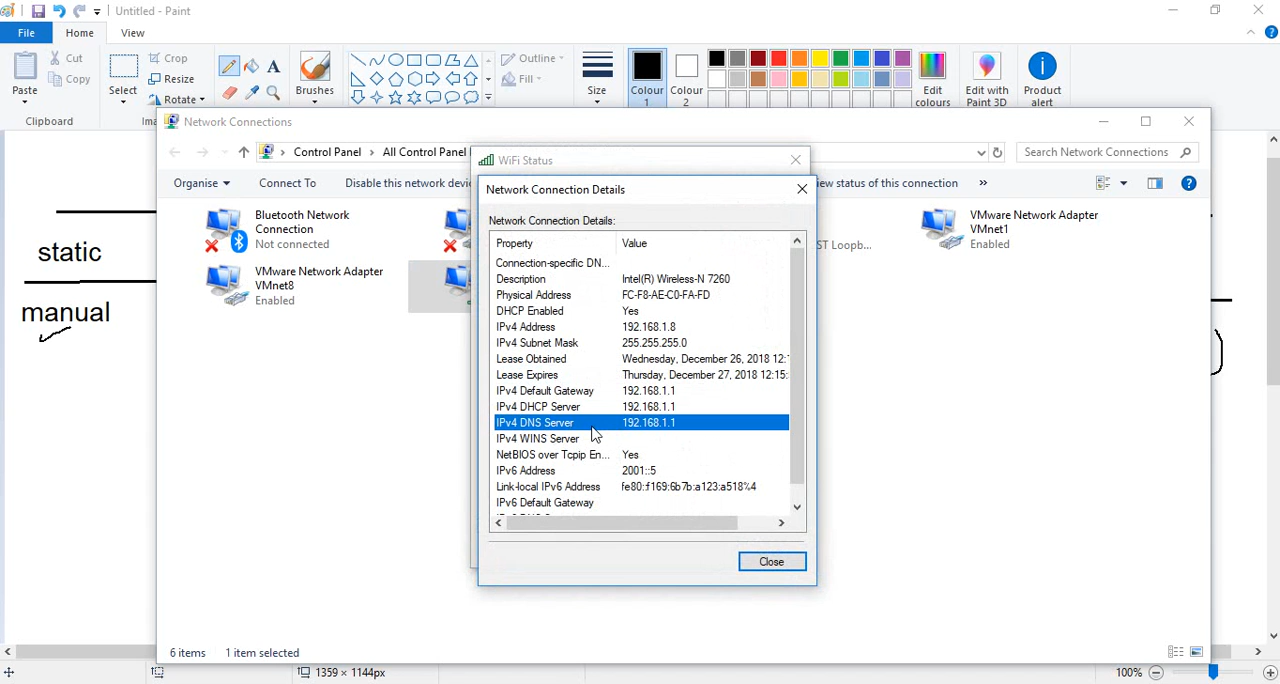 Untitled - Paint
File
Home
View
Paste
Cut
Copy
Clipboard
Select
Crop
Resize
Rotate
Ima
A
Brushes
Outline
Fill
Size
Colour 1
Colour 2
Edit colours
Edit with Paint 3D
Product alert
static
manual
Network Connections
Control Panel
All Control Panel
Search Network Connections
Organise
Connect To
Disable this network devic
iew status of this connection
»
Bluetooth Network Connection
Not connected
ST Loopb...
VMware Network Adapter VMnet1
Enabled
VMware Network Adapter VMnet8
Enabled
WiFi Status
Network Connection Details
Network Connection Details:
Property Value
Connection-specific DN...
Description Intel(R) Wireless-N 7260
Physical Address FC-F8-AE-C0-FA-FD
DHCP Enabled Yes
IPv4 Address 192.168.1.8
IPv4 Subnet Mask 255.255.255.0
Lease Obtained Wednesday, December 26, 2018 12:1
Lease Expires Thursday, December 27, 2018 12:15:
IPv4 Default Gateway 192.168.1.1
IPv4 DHCP Server 192.168.1.1
IPv4 DNS Server 192.168.1.1
IPv4 WINS Server
NetBIOS over Tcpip En... Yes
IPv6 Address 2001::5
Link-local IPv6 Address fe80::f169:6b7b:a123:a518%4
IPv6 Default Gateway
Close
6 items 1 item selected
1359 × 1144px
100%